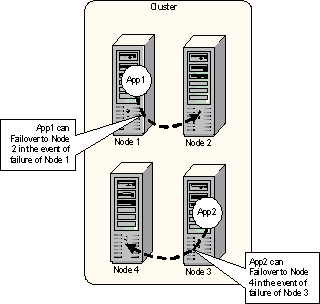 Cluster
App1
App1 can
Failover to Node
2 in the event of
failure of Node 1
Node 1
Node 2
App2
Node 4
Node 3
App2 can
Failover to Node
4 in the event of
failure of Node 3